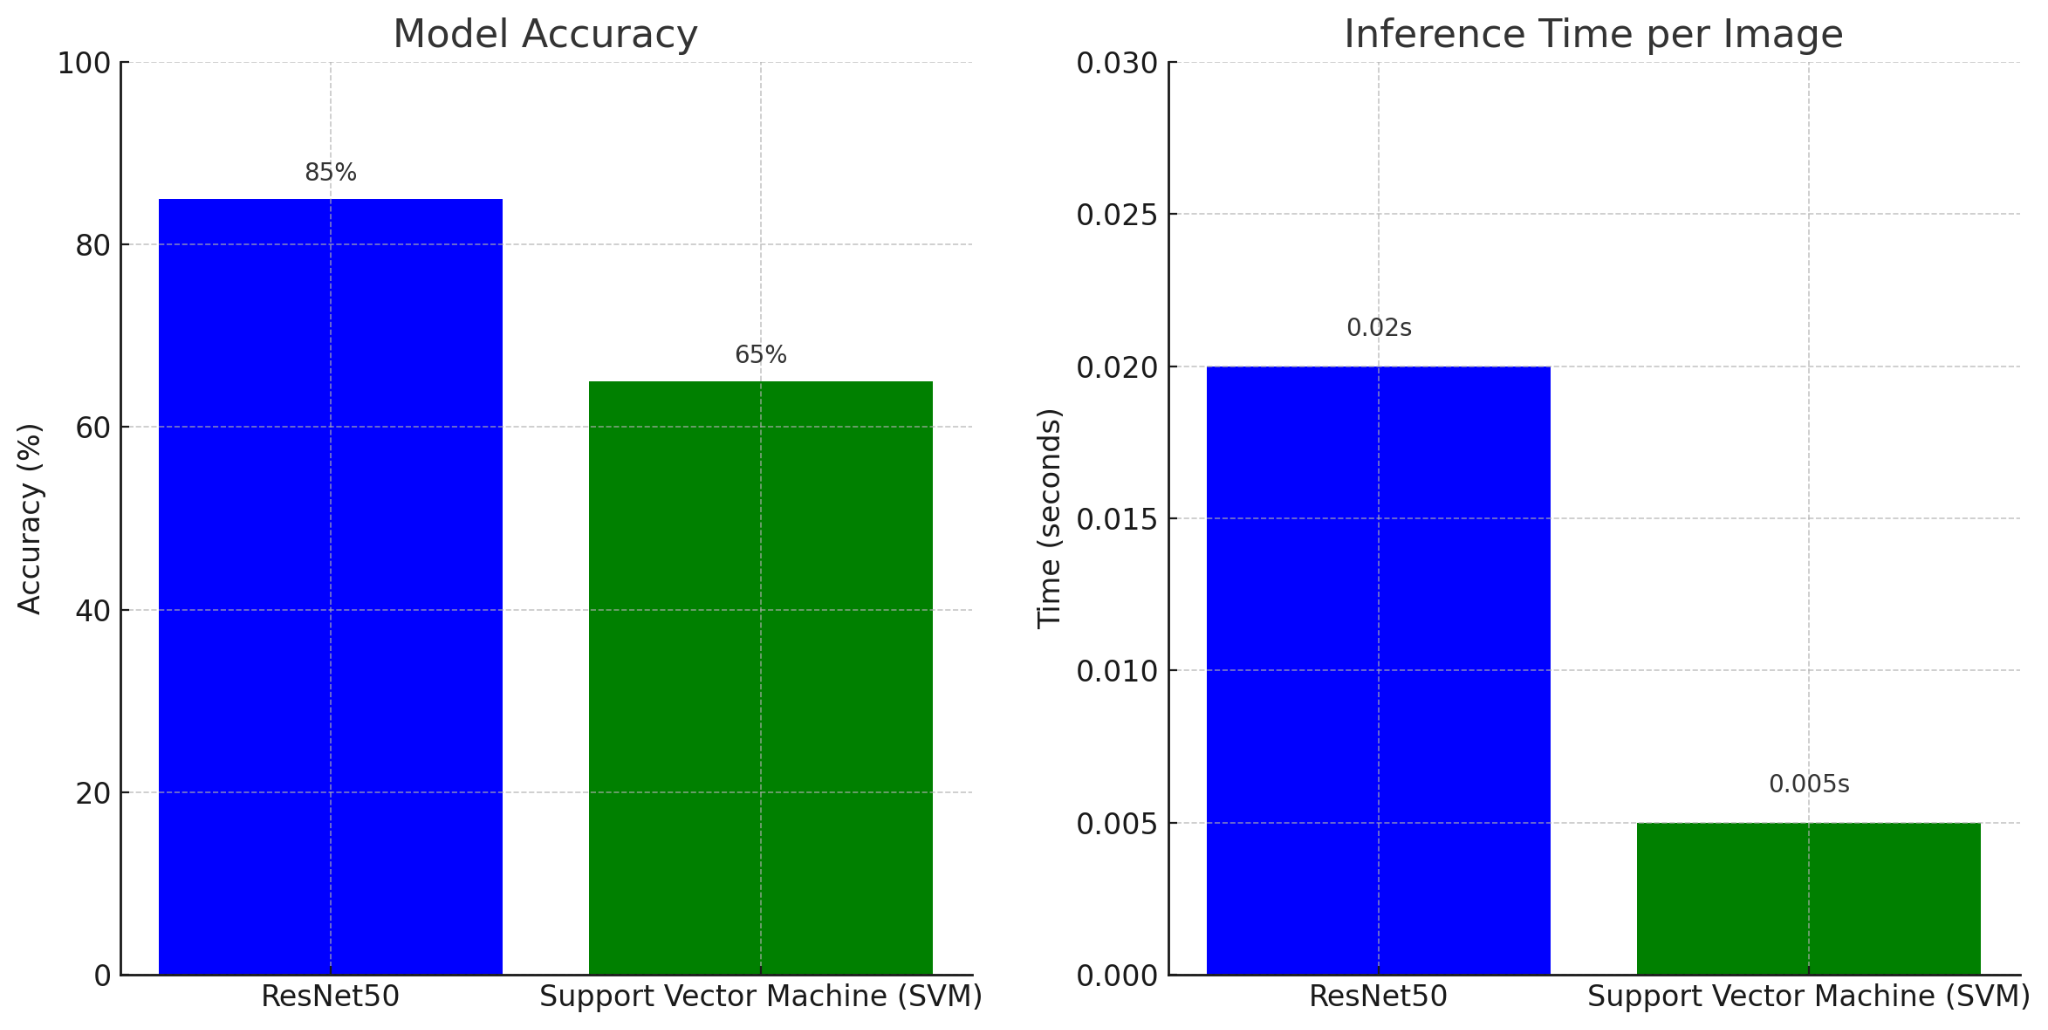 Model Accuracy
100
80
60
40
20
0
Accuracy (%)
85%
65%
ResNet50
Support Vector Machine (SVM)
Inference Time per Image
0.030
0.025
0.020
0.015
0.010
0.005
0.000
Time (seconds)
0.02s
0.005s
ResNet50
Support Vector Machine (SVM)